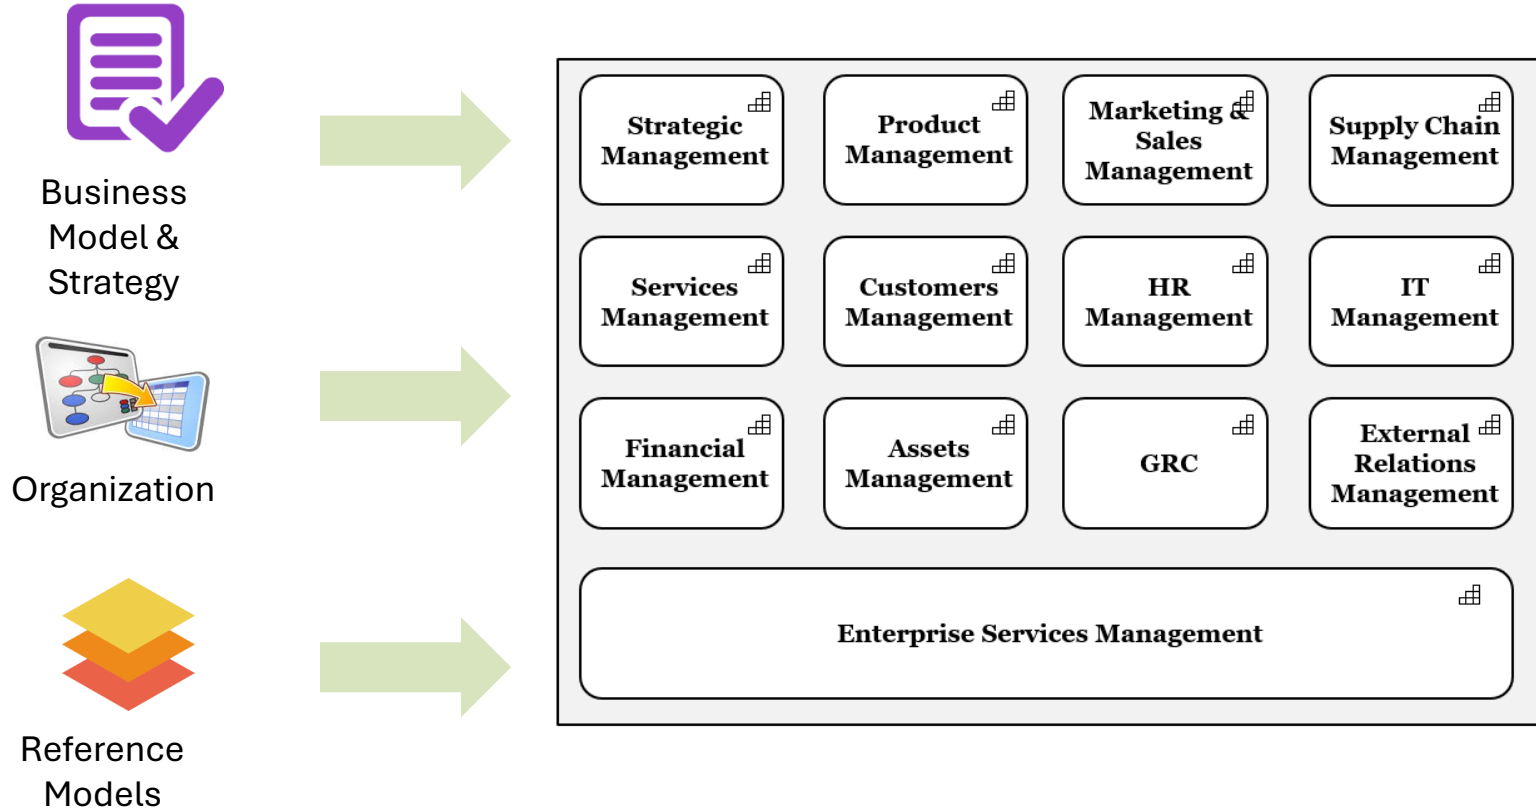 Business
Model &
Strategy
Organization
Reference
Models
Strategic
Management
Product
Management
Marketing &
Sales
Management
Supply Chain
Management
Services
Management
Customers
Management
HR
Management
IT
Management
Financial
Management
Assets
Management
GRC
External
Relations
Management
Enterprise Services Management